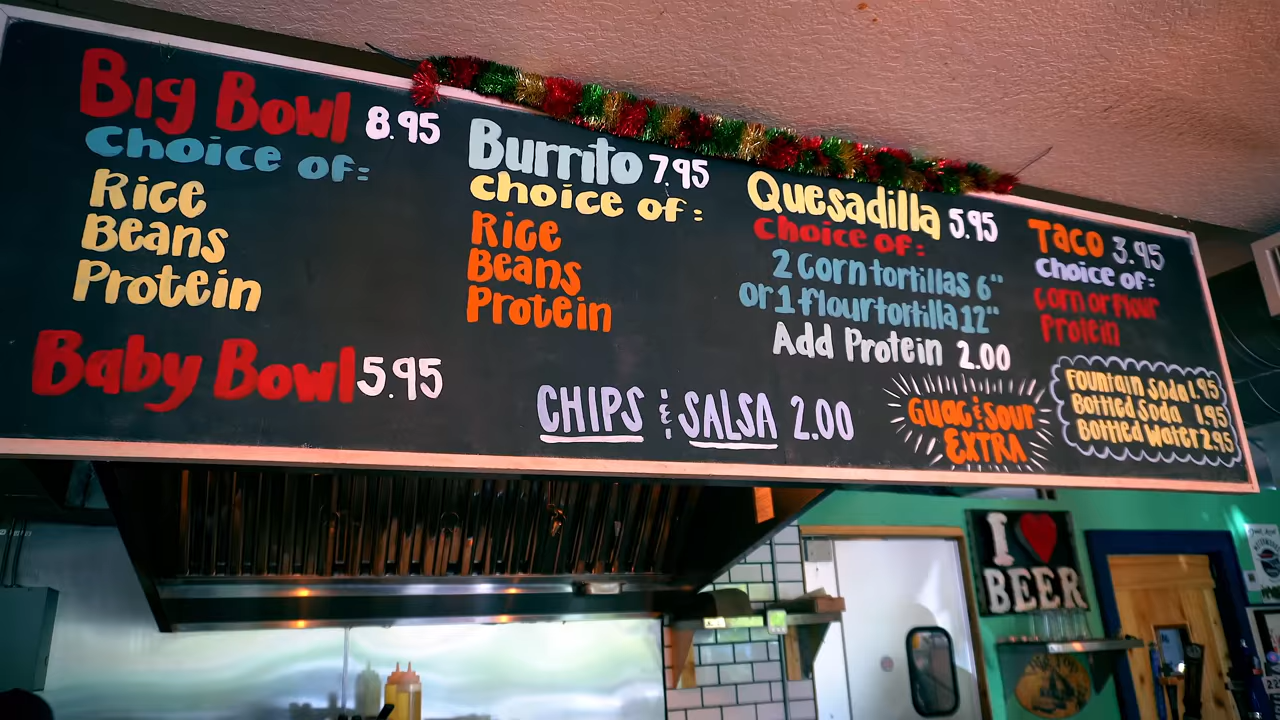 Big Bowl 8.95
Choice of:
Rice
Beans
Protein
Baby Bowl 5.95
Burrito 7.95
Choice of:
Rice
Beans
Protein
Quesadilla 5.95
Choice of:
2 Corn tortillas 6"
or 1 flour tortilla 12"
Add Protein 2.00
Taco 3.95
Choice of:
Corn or Flour
Protein
CHIPS & SALSA 2.00
GUAC & SOUR
EXTRA
Fountain Soda 1.95
Bottled Soda 1.95
Bottled Water 2.95
I ♥
BEER